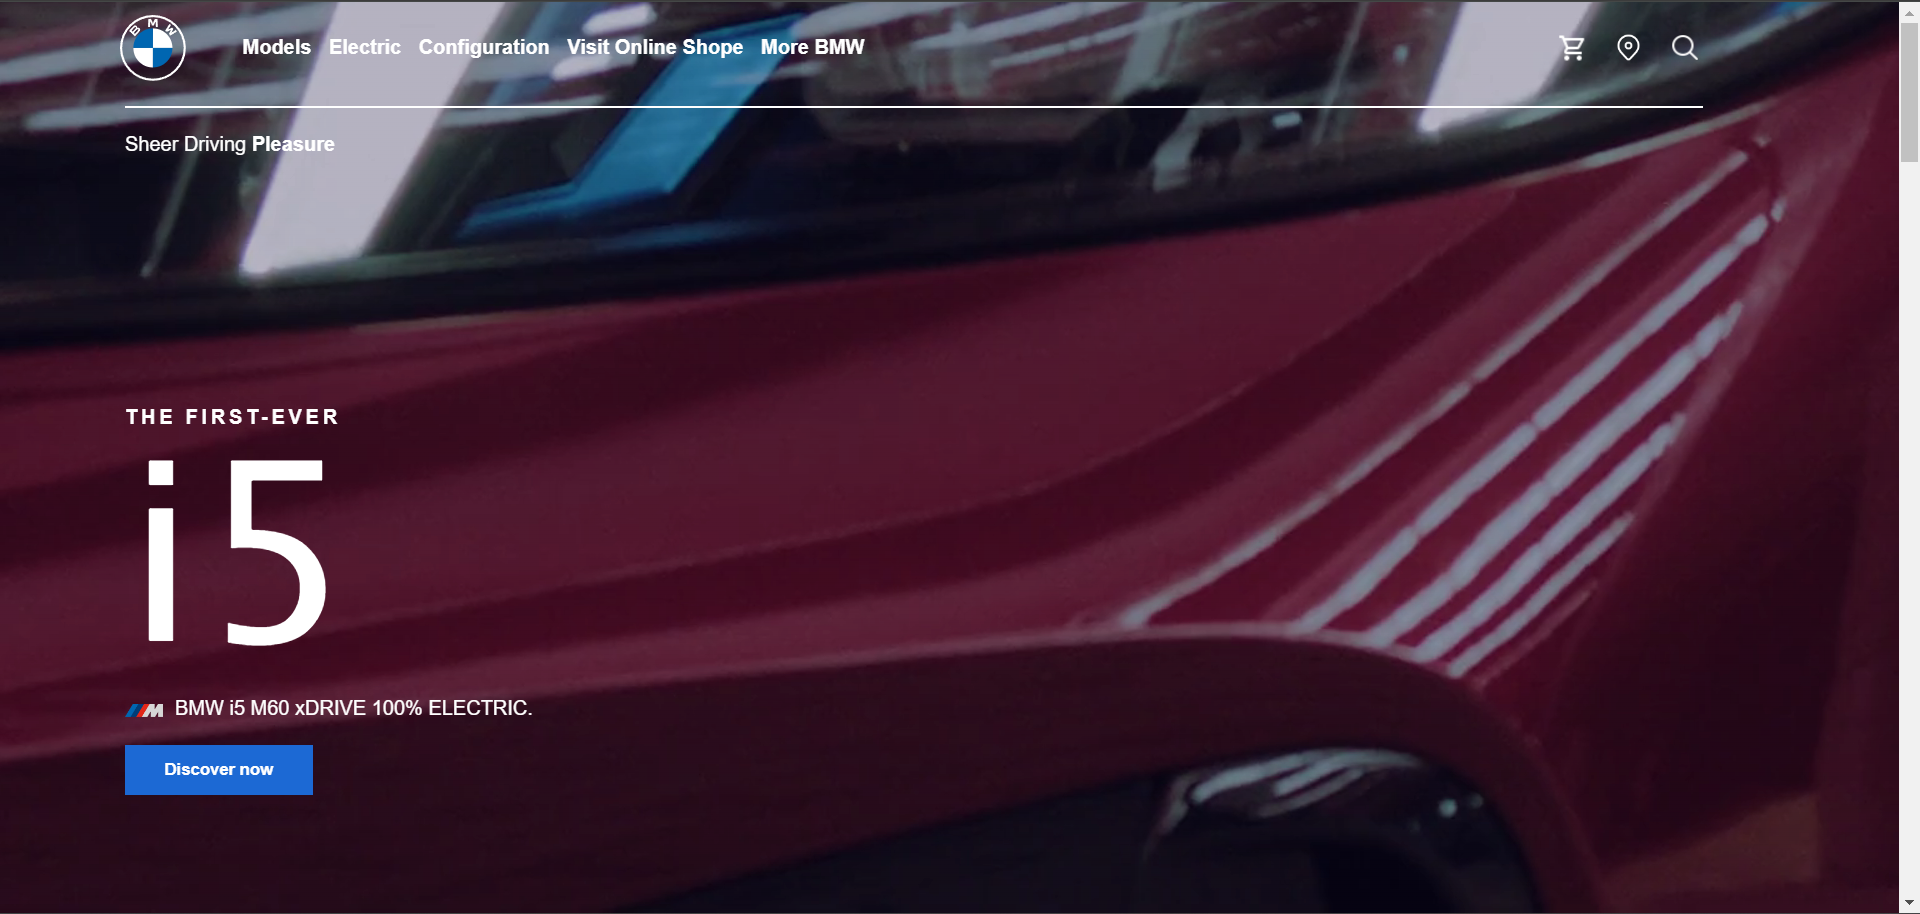 BMW
Models Electric Configuration Visit Online Shope More BMW
Sheer Driving Pleasure
THE FIRST-EVER
i5
M BMW i5 M60 xDRIVE 100% ELECTRIC.
Discover now